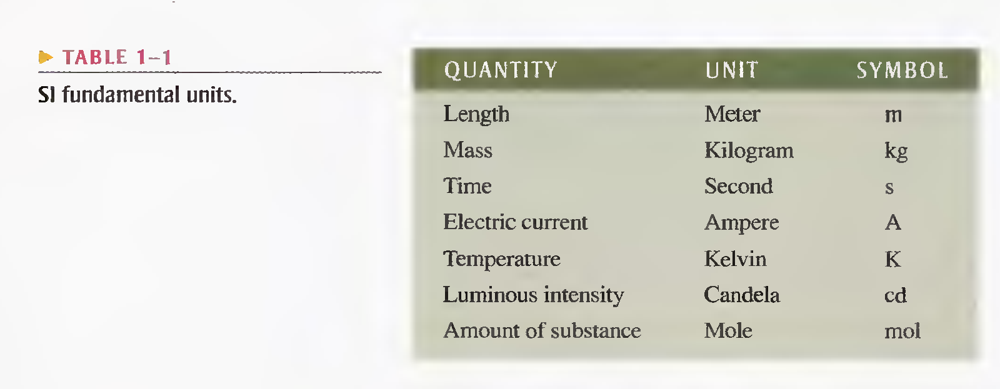 ► TABLE 1–1
SI fundamental units.
QUANTITY UNIT SYMBOL
Length Meter m
Mass Kilogram kg
Time Second s
Electric current Ampere A
Temperature Kelvin K
Luminous intensity Candela cd
Amount of substance Mole mol